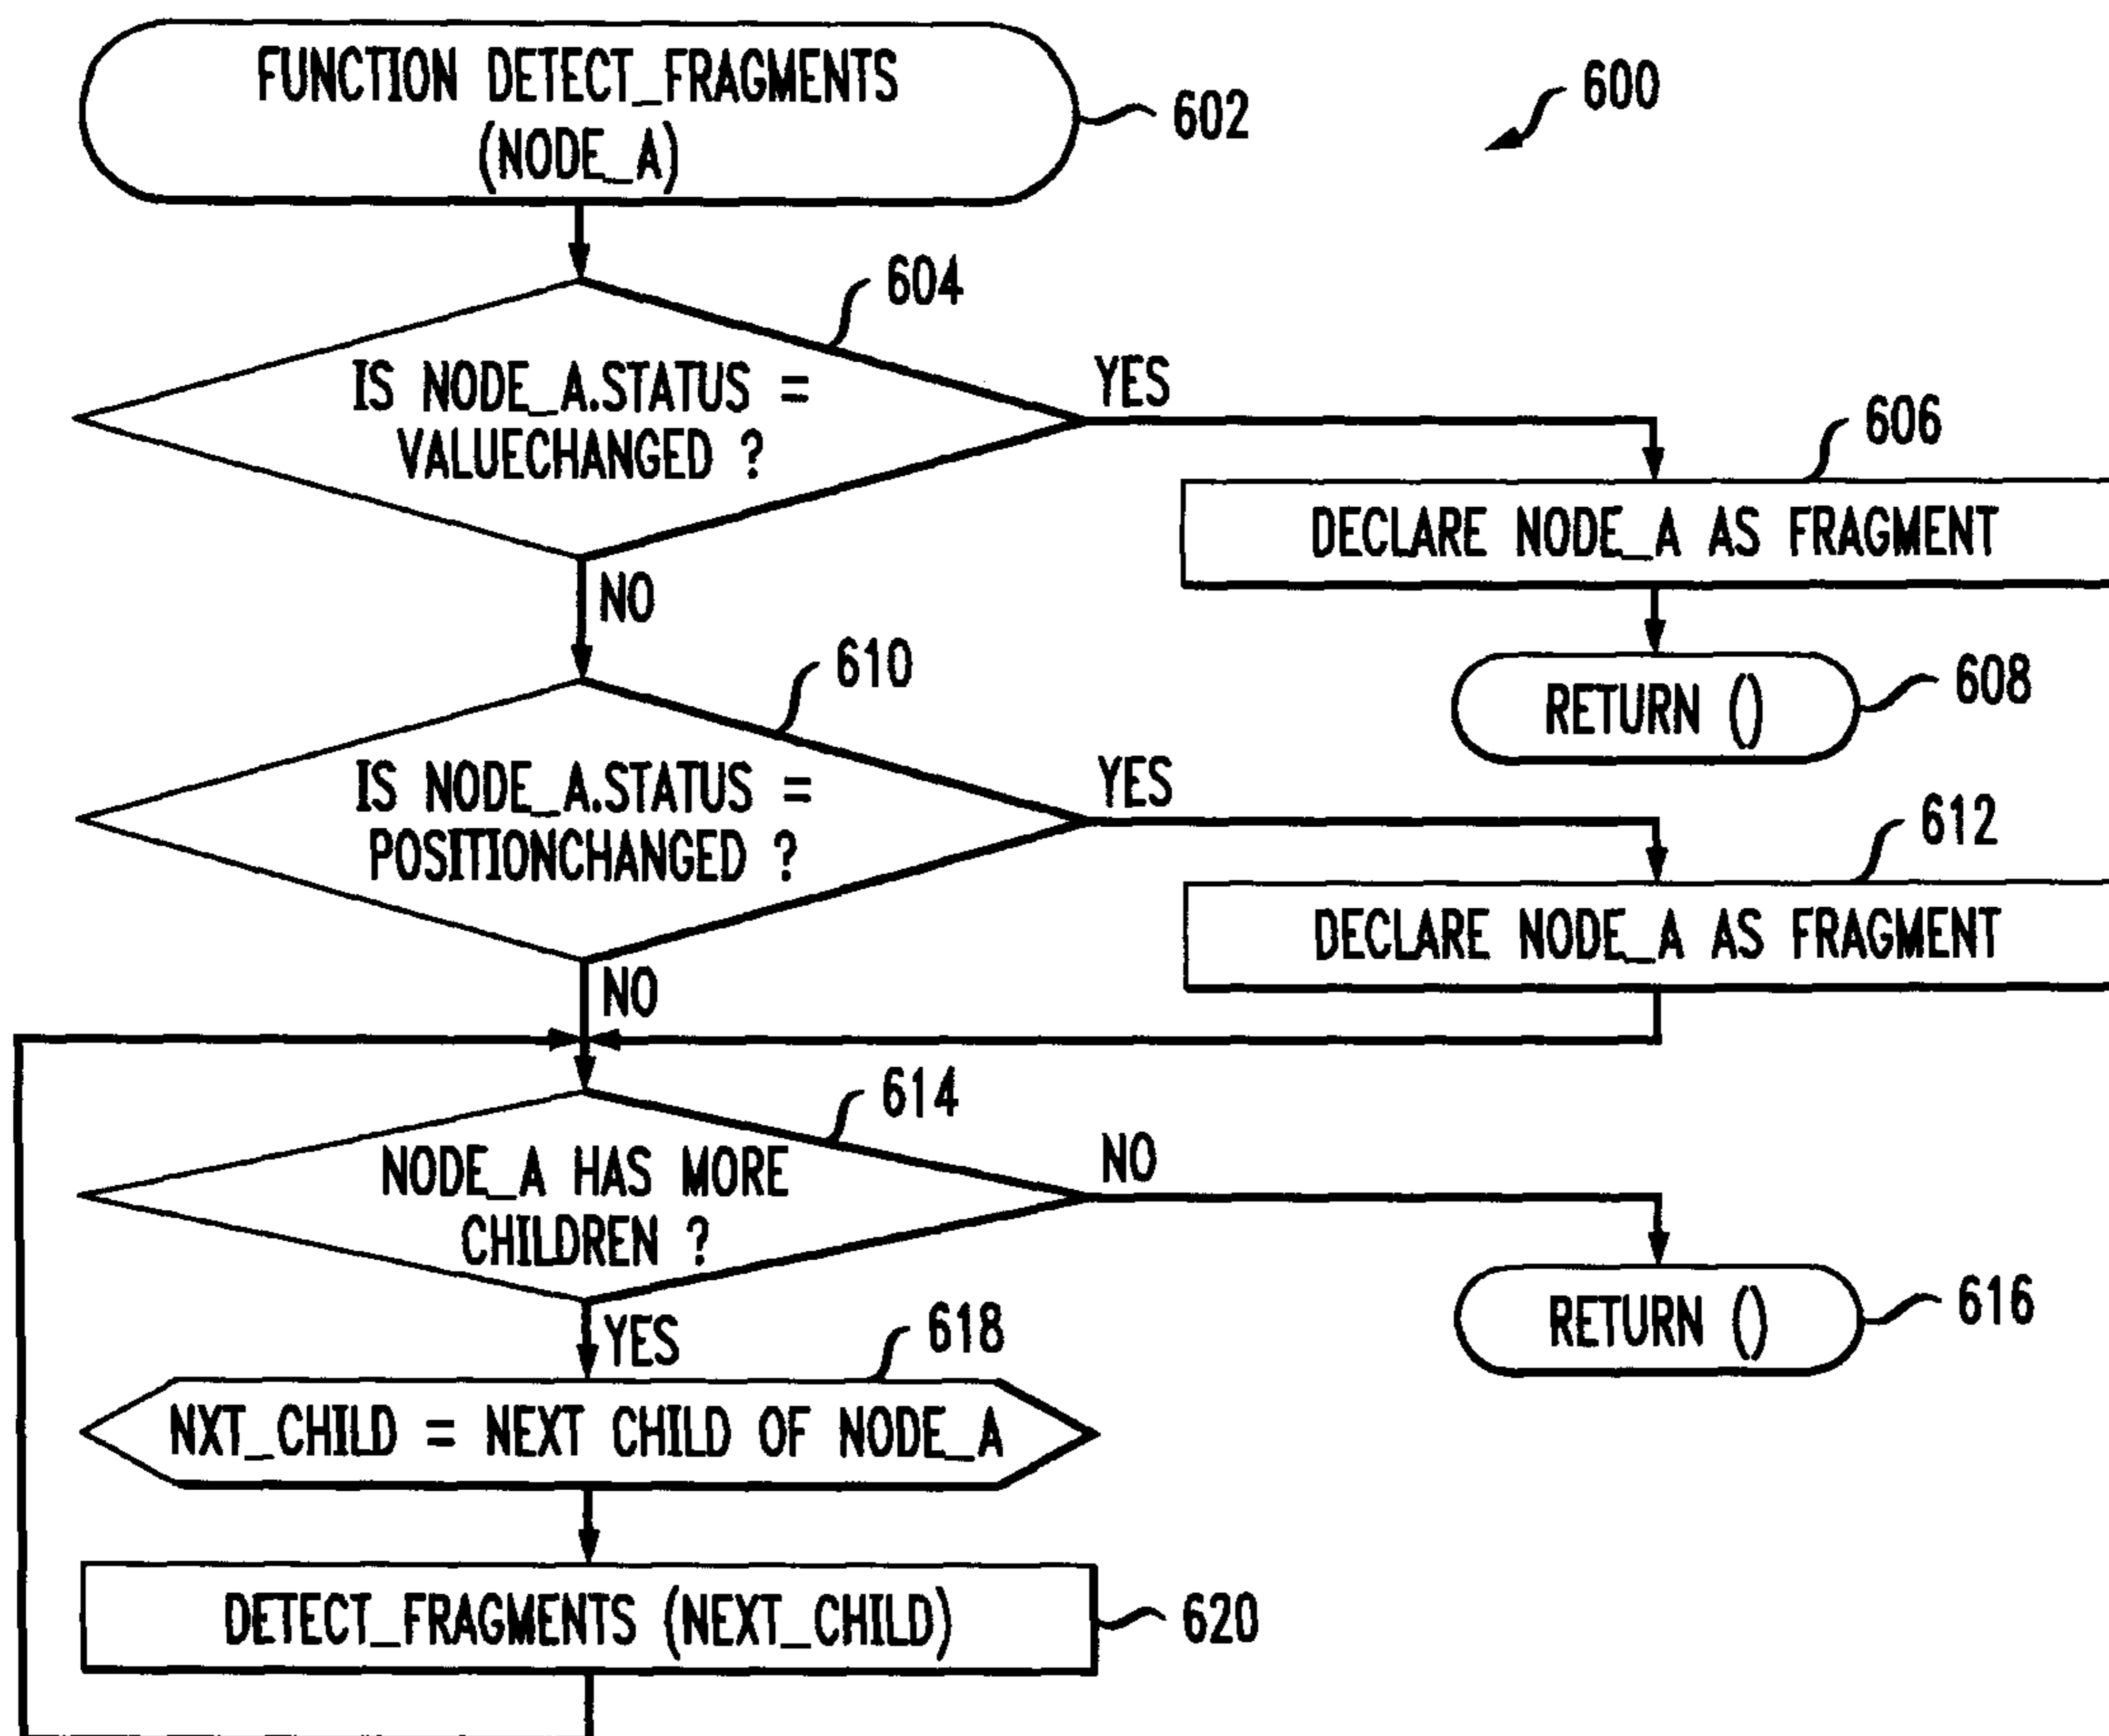 FUNCTION DETECT_FRAGMENTS
(NODE_A)
602
600
604
IS NODE_A.STATUS =
VALUECHANGED ?
YES
606
DECLARE NODE_A AS FRAGMENT
NO
RETURN ()
608
610
IS NODE_A.STATUS =
POSITIONCHANGED ?
YES
612
DECLARE NODE_A AS FRAGMENT
NO
614
NODE_A HAS MORE
CHILDREN ?
NO
RETURN ()
616
YES
618
NXT_CHILD = NEXT CHILD OF NODE_A
DETECT_FRAGMENTS (NEXT_CHILD)
620